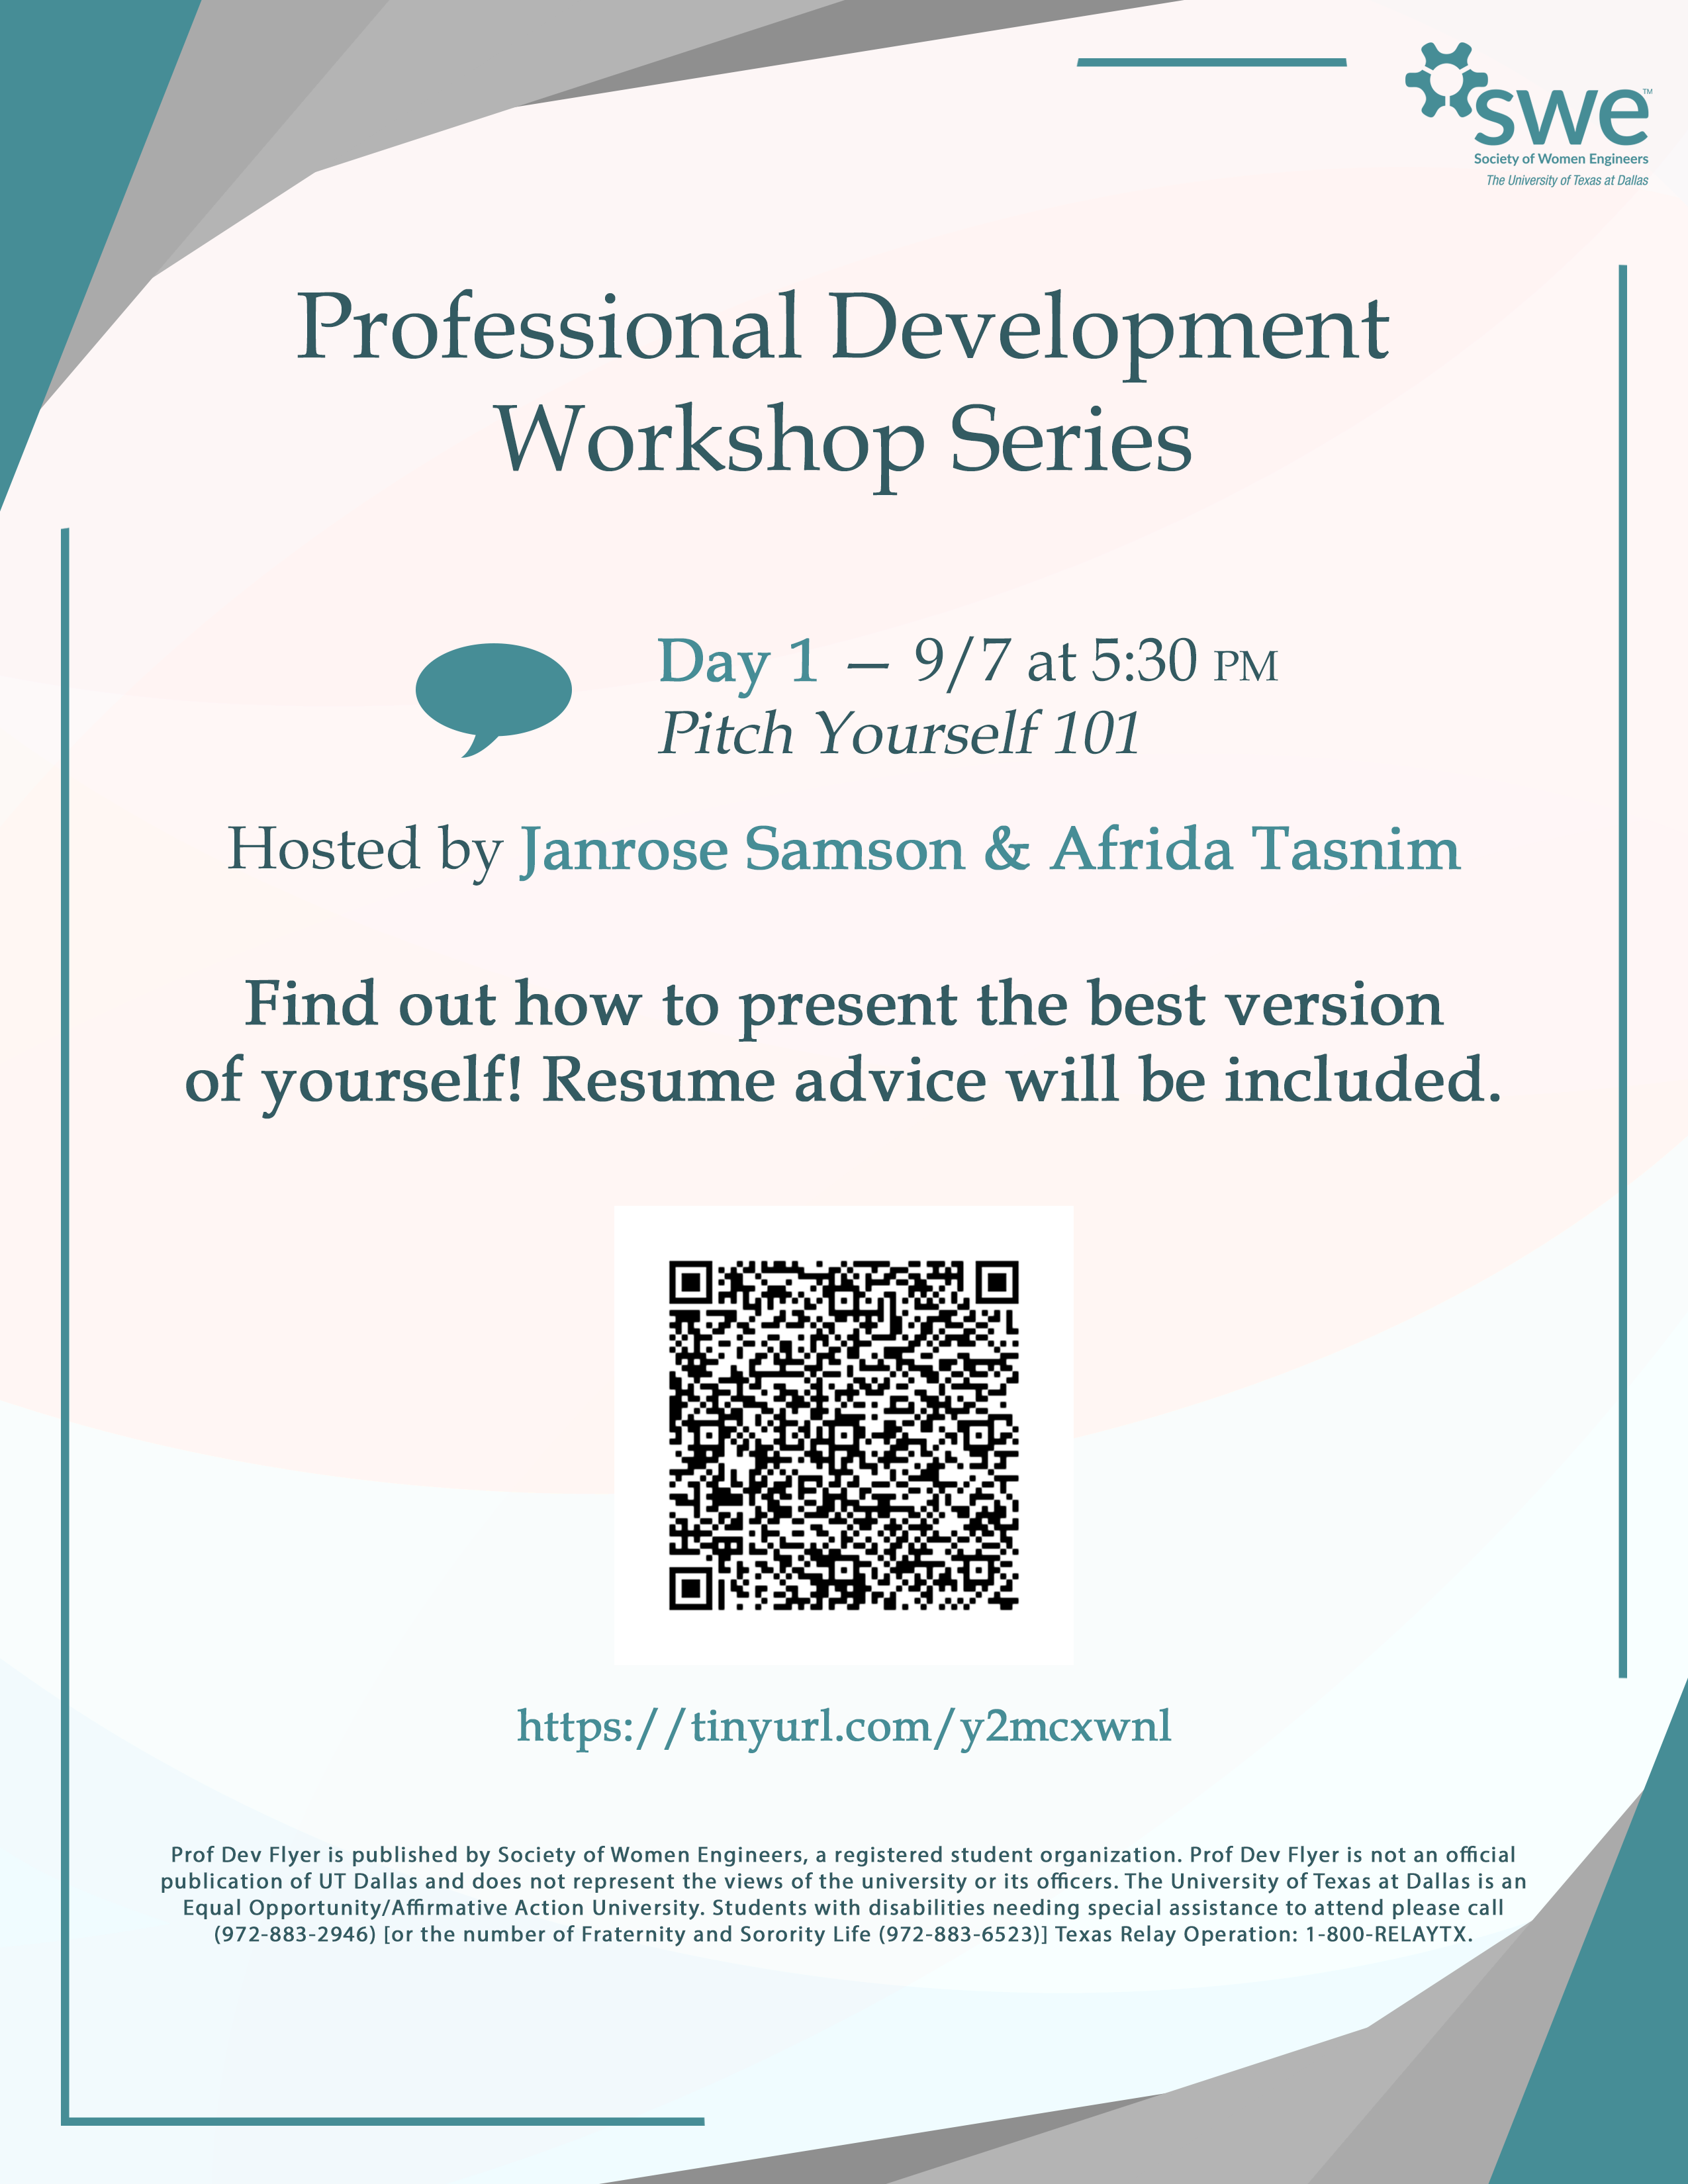 swe™
Society of Women Engineers
The University of Texas at Dallas
Professional Development
Workshop Series
Day 1 — 9/7 at 5:30 PM
Pitch Yourself 101
Hosted by Janrose Samson & Afrida Tasnim
Find out how to present the best version
of yourself! Resume advice will be included.
https://tinyurl.com/y2mcxwnl
Prof Dev Flyer is published by Society of Women Engineers, a registered student organization. Prof Dev Flyer is not an official
publication of UT Dallas and does not represent the views of the university or its officers. The University of Texas at Dallas is an
Equal Opportunity/Affirmative Action University. Students with disabilities needing special assistance to attend please call
(972-883-2946) [or the number of Fraternity and Sorority Life (972-883-6523)] Texas Relay Operation: 1-800-RELAYTX.